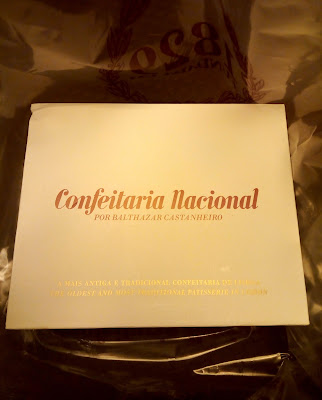 829
Confeitaria Nacional
POR BALTHAZAR CASTANHEIRO
A MAIS ANTIGA E TRADICIONAL CONFEITARIA DE LISBOA
THE OLDEST AND MOST TRADITIONAL PATISSERIE IN LISBON